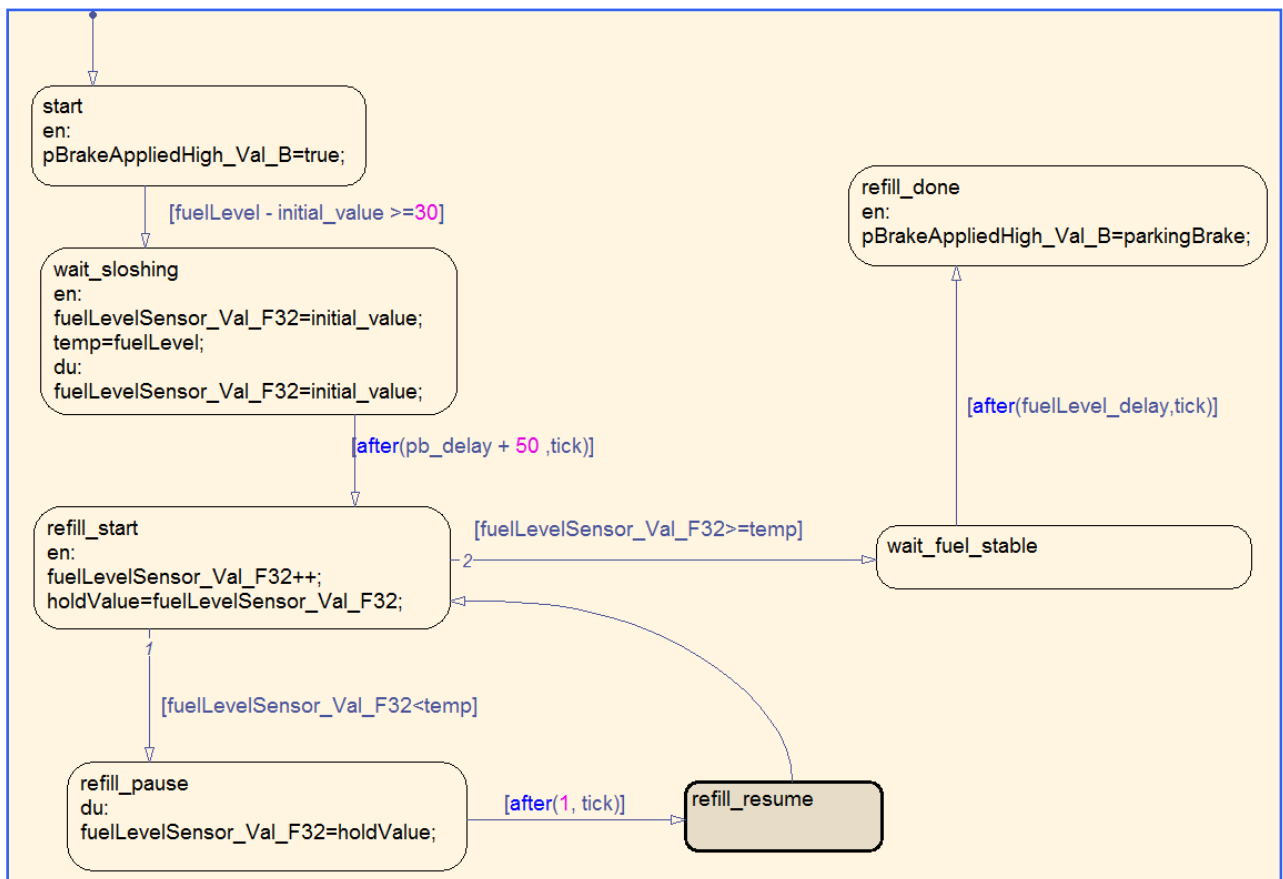 start
en:
pBrakeAppliedHigh_Val_B=true;
[fuelLevel - initial_value >=30]
wait_sloshing
en:
fuelLevelSensor_Val_F32=initial_value;
temp=fuelLevel;
du:
fuelLevelSensor_Val_F32=initial_value;
[after(pb_delay + 50 ,tick)]
refill_start
en:
fuelLevelSensor_Val_F32++;
holdValue=fuelLevelSensor_Val_F32;
1
[fuelLevelSensor_Val_F32<temp]
refill_pause
du:
fuelLevelSensor_Val_F32=holdValue;
[after(1, tick)]
refill_resume
2
[fuelLevelSensor_Val_F32>=temp]
wait_fuel_stable
[after(fuelLevel_delay,tick)]
refill_done
en:
pBrakeAppliedHigh_Val_B=parkingBrake;